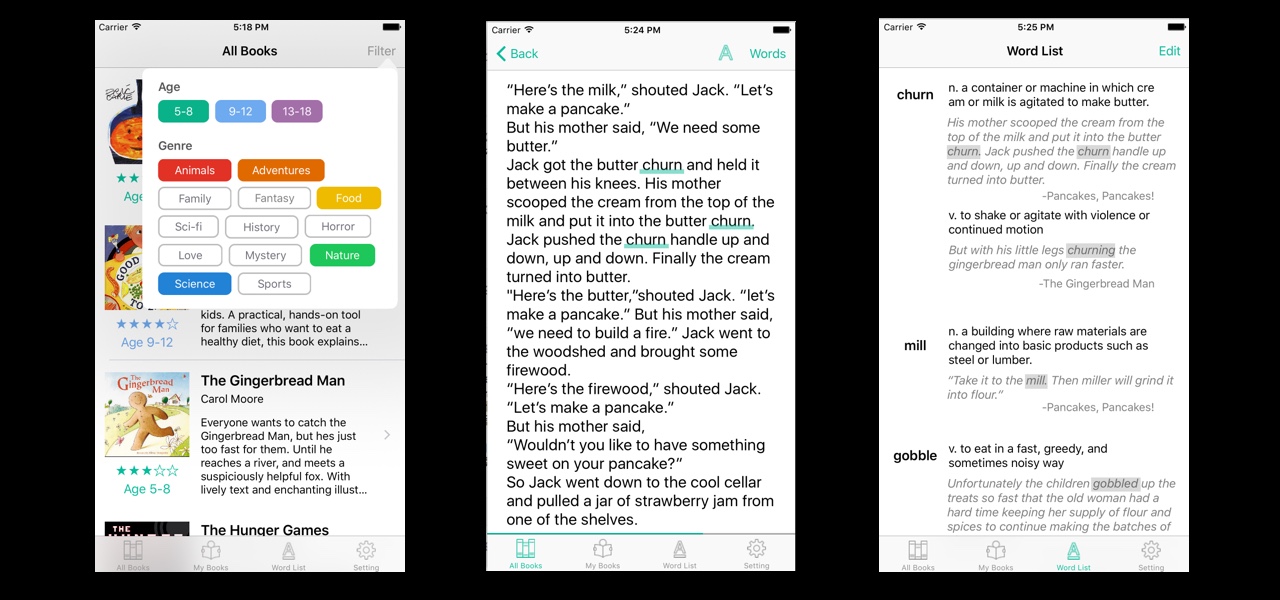 Carrier 5:18 PM
All Books Filter
Age
5-8 9-12 13-18
Genre
Animals Adventures
Family Fantasy Food
Sci-fi History Horror
Love Mystery Nature
Science Sports
Age
GOOD
kids. A practical, hands-on tool
for families who want to eat a
healthy diet, this book explains...
Age 9-12
The Gingerbread Man
The Gingerbread Man
Carol Moore
Everyone wants to catch the
Gingerbread Man, but hes just
too fast for them. Until he
reaches a river, and meets a
suspiciously helpful fox. With
lively text and enchanting illust...
Age 5-8
THE
The Hunger Games
All Books My Books Word List Setting
Carrier 5:24 PM
Back Words
“Here’s the milk,” shouted Jack. “Let’s
make a pancake.“
But his mother said, “We need some
butter.”
Jack got the butter churn and held it
between his knees. His mother
scooped the cream from the top of the
milk and put it into the butter churn.
Jack pushed the churn handle up and
down, up and down. Finally the cream
turned into butter.
"Here’s the butter,”shouted Jack. “let’s
make a pancake.” But his mother said,
“we need to build a fire.” Jack went to
the woodshed and brought some
firewood.
“Here’s the firewood,” shouted Jack.
“Let’s make a pancake.”
But his mother said,
“Wouldn’t you like to have something
sweet on your pancake?”
So Jack went down to the cool cellar
and pulled a jar of strawberry jam from
one of the shelves.
All Books My Books Word List Setting
Carrier 5:25 PM
Word List Edit
churn
n. a container or machine in which cre
am or milk is agitated to make butter.
His mother scooped the cream from the
top of the milk and put it into the butter
churn. Jack pushed the churn handle up
and down, up and down. Finally the cream
turned into butter.
-Pancakes, Pancakes!
v. to shake or agitate with violence or
continued motion
But with his little legs churning the
gingerbread man only ran faster.
-The Gingerbread Man
mill
n. a building where raw materials are
changed into basic products such as
steel or lumber.
“Take it to the mill. Then miller will grind it
into flour.”
-Pancakes, Pancakes!
gobble
v. to eat in a fast, greedy, and
sometimes noisy way
Unfortunately the children gobbled up the
treats so fast that the old woman had a
hard time keeping her supply of flour and
spices to continue making the batches of
All Books My Books Word List Setting